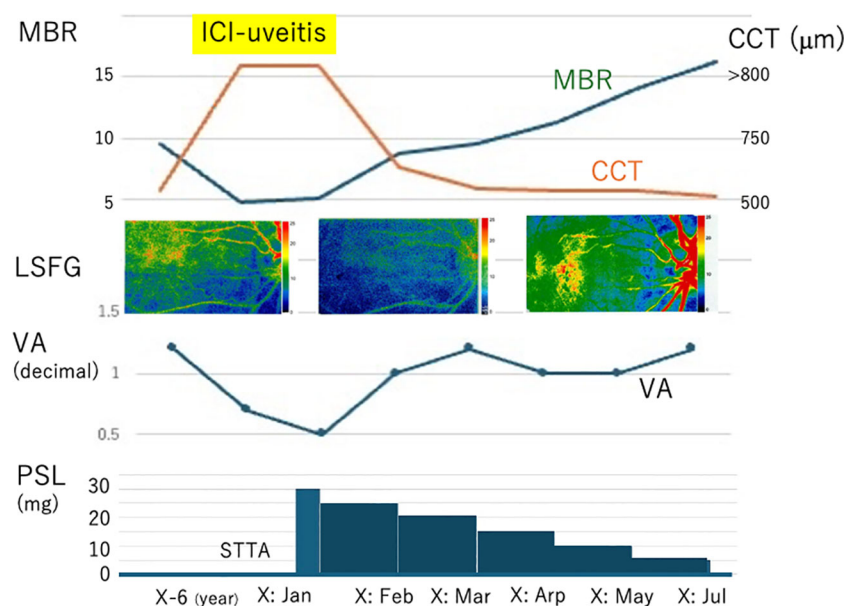 MBR
ICI-uveitis
CCT (μm)
15
MBR
>800
10
750
CCT
5
500
LSFG
1.5
VA
(decimal)
1
VA
0.5
PSL
(mg)
30
20
STTA
10
0
X-6 (year)
X: Jan
X: Feb
X: Mar
X: Arp
X: May
X: Jul